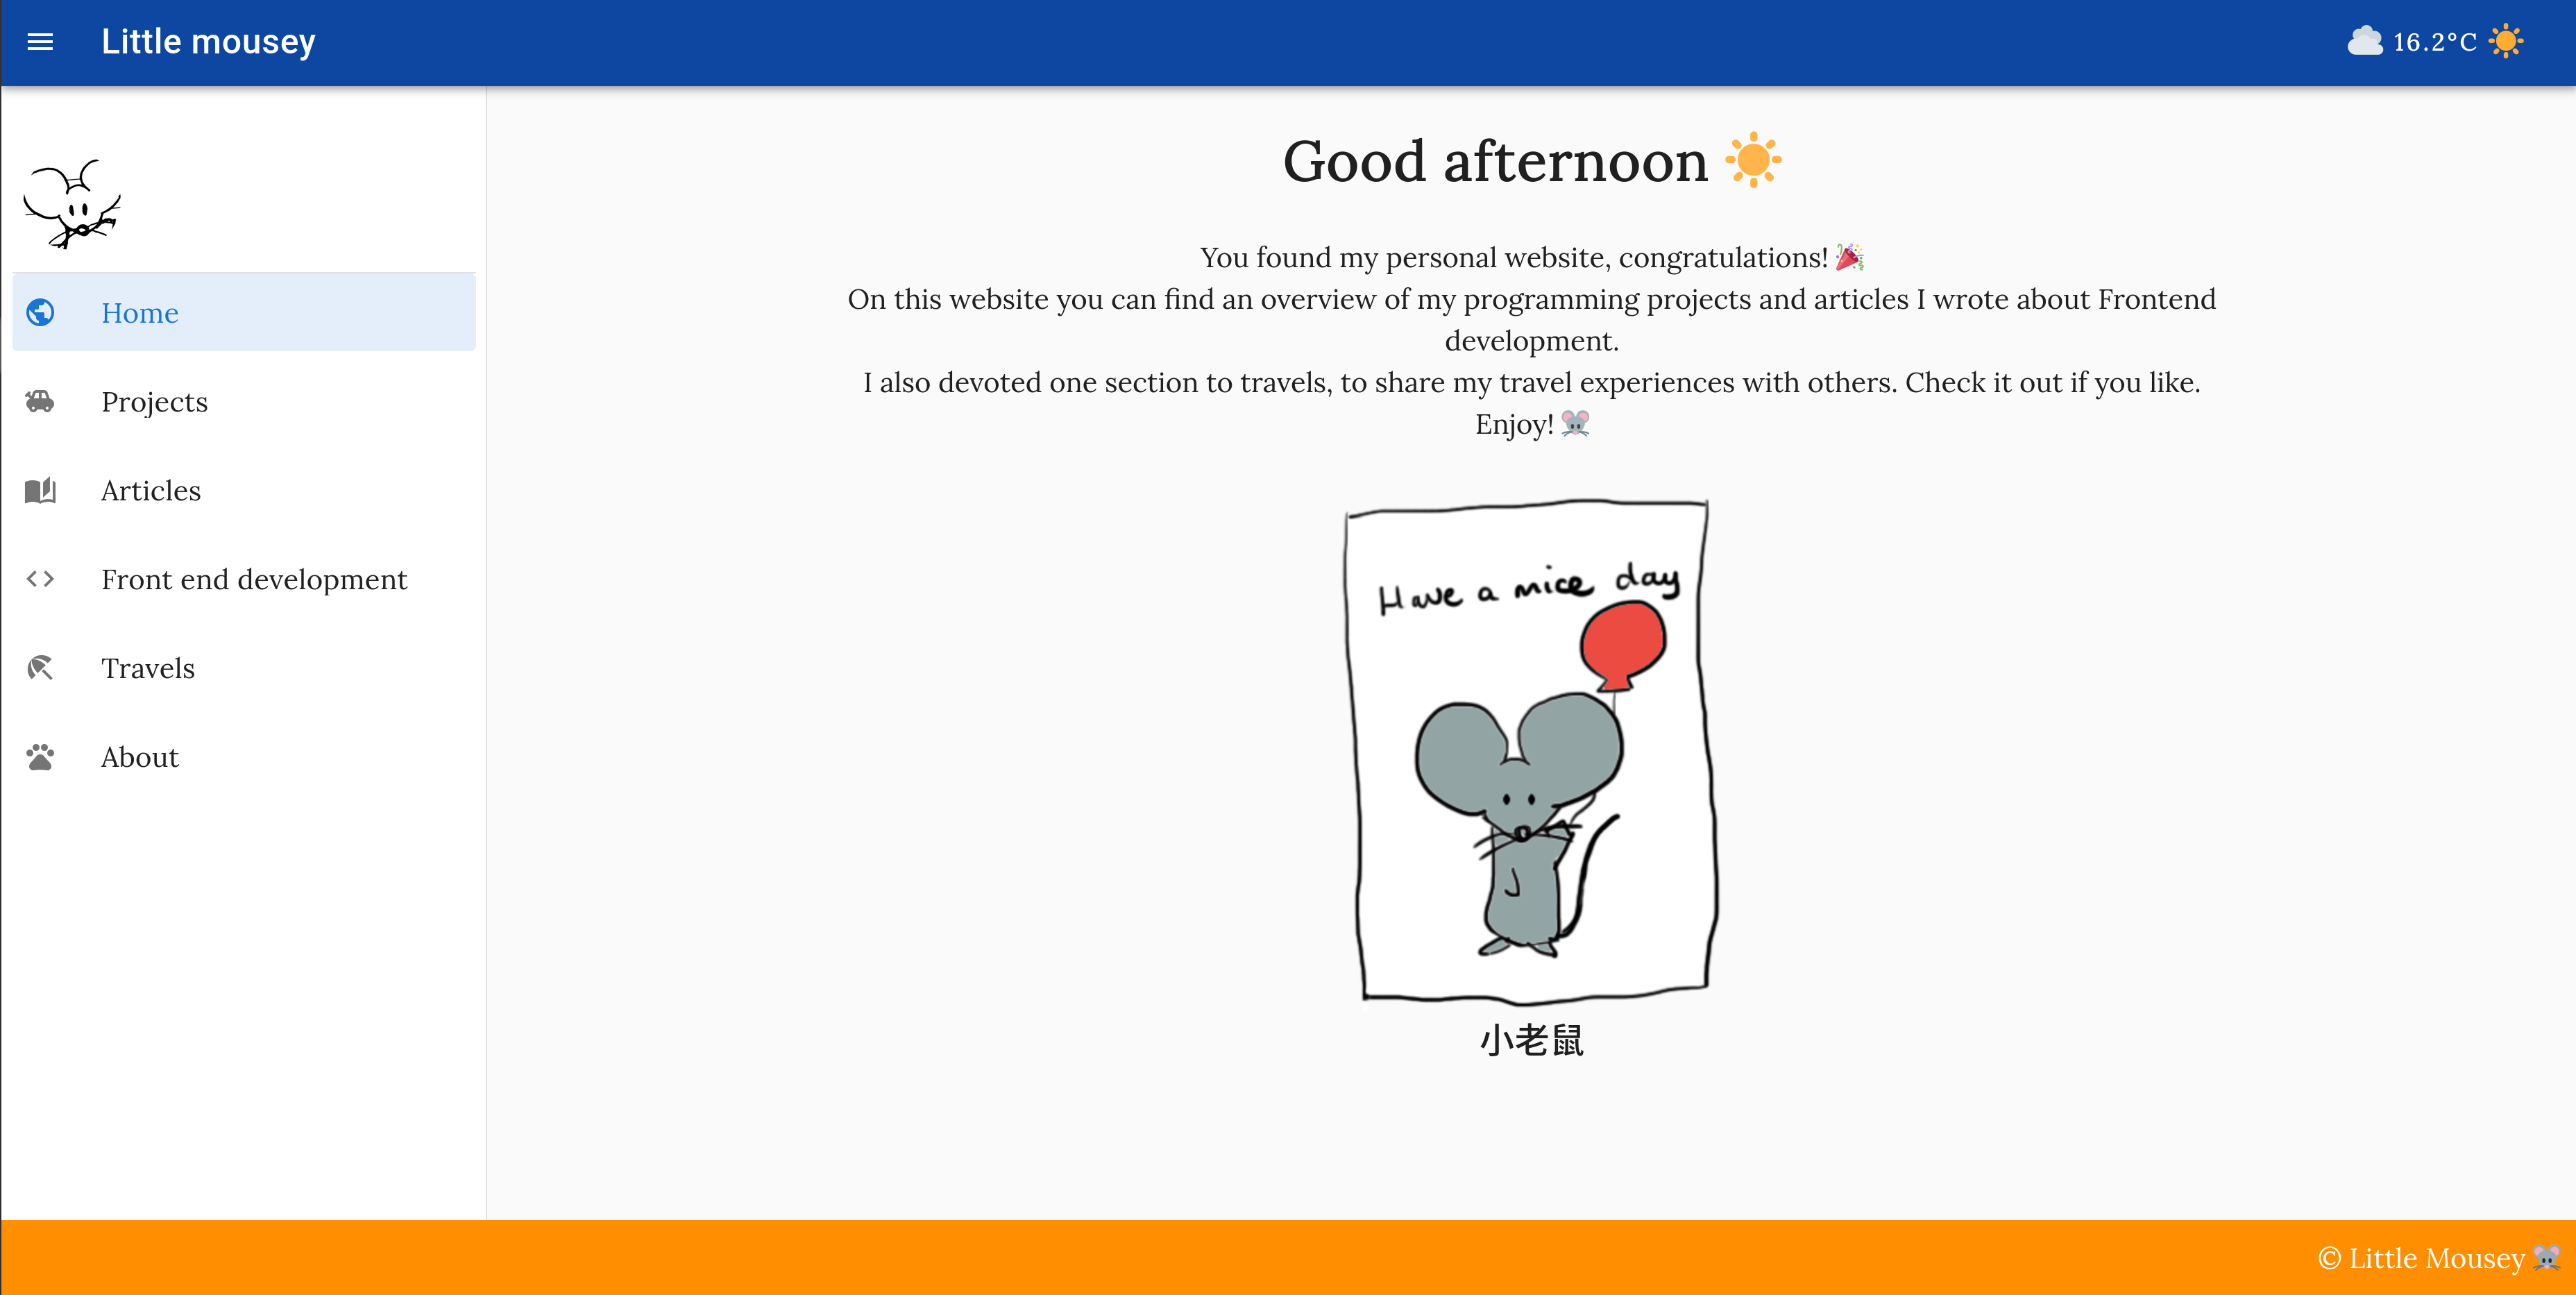 Little mousey
16.2°C
Home
Projects
Articles
Front end development
Travels
About
Good afternoon
You found my personal website, congratulations! 🎉
On this website you can find an overview of my programming projects and articles I wrote about Frontend
development.
I also devoted one section to travels, to share my travel experiences with others. Check it out if you like.
Enjoy! 🐭
Have a nice day
小老鼠
© Little Mousey 🐭